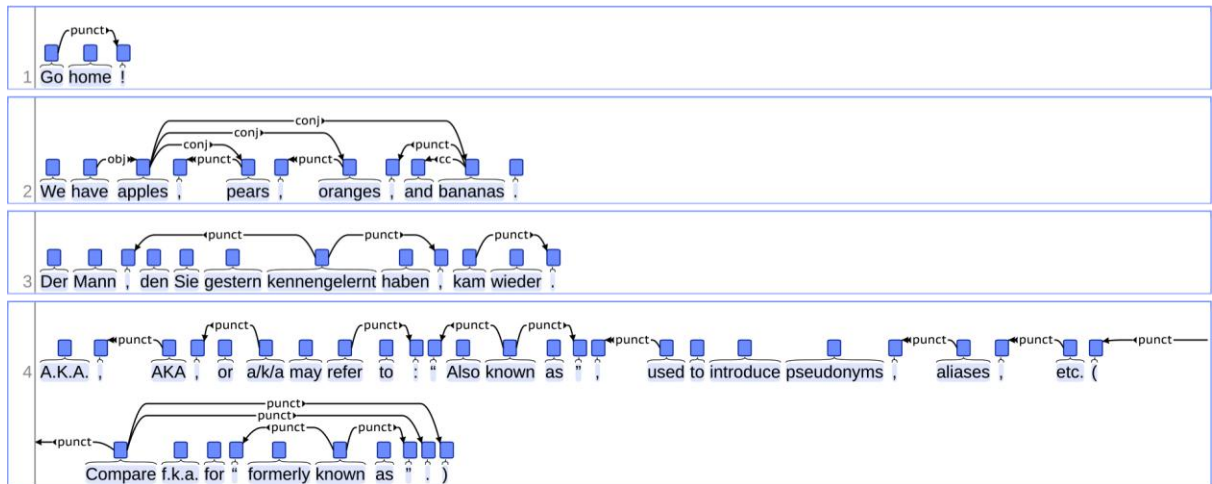 punct
1 Go home !
conj
conj
conj punct
obj punct punct cc
2 We have apples , pears , oranges , and bananas .
punct punct punct
3 Der Mann , den Sie gestern kennengelernt haben , kam wieder .
punct punct punct punct
punct punct punct punct punct
4 A.K.A. , AKA , or a/k/a may refer to : “ Also known as ” , used to introduce pseudonyms , aliases , etc. (
punct
punct
punct punct
punct
Compare f.k.a. for “ formerly known as ” . )